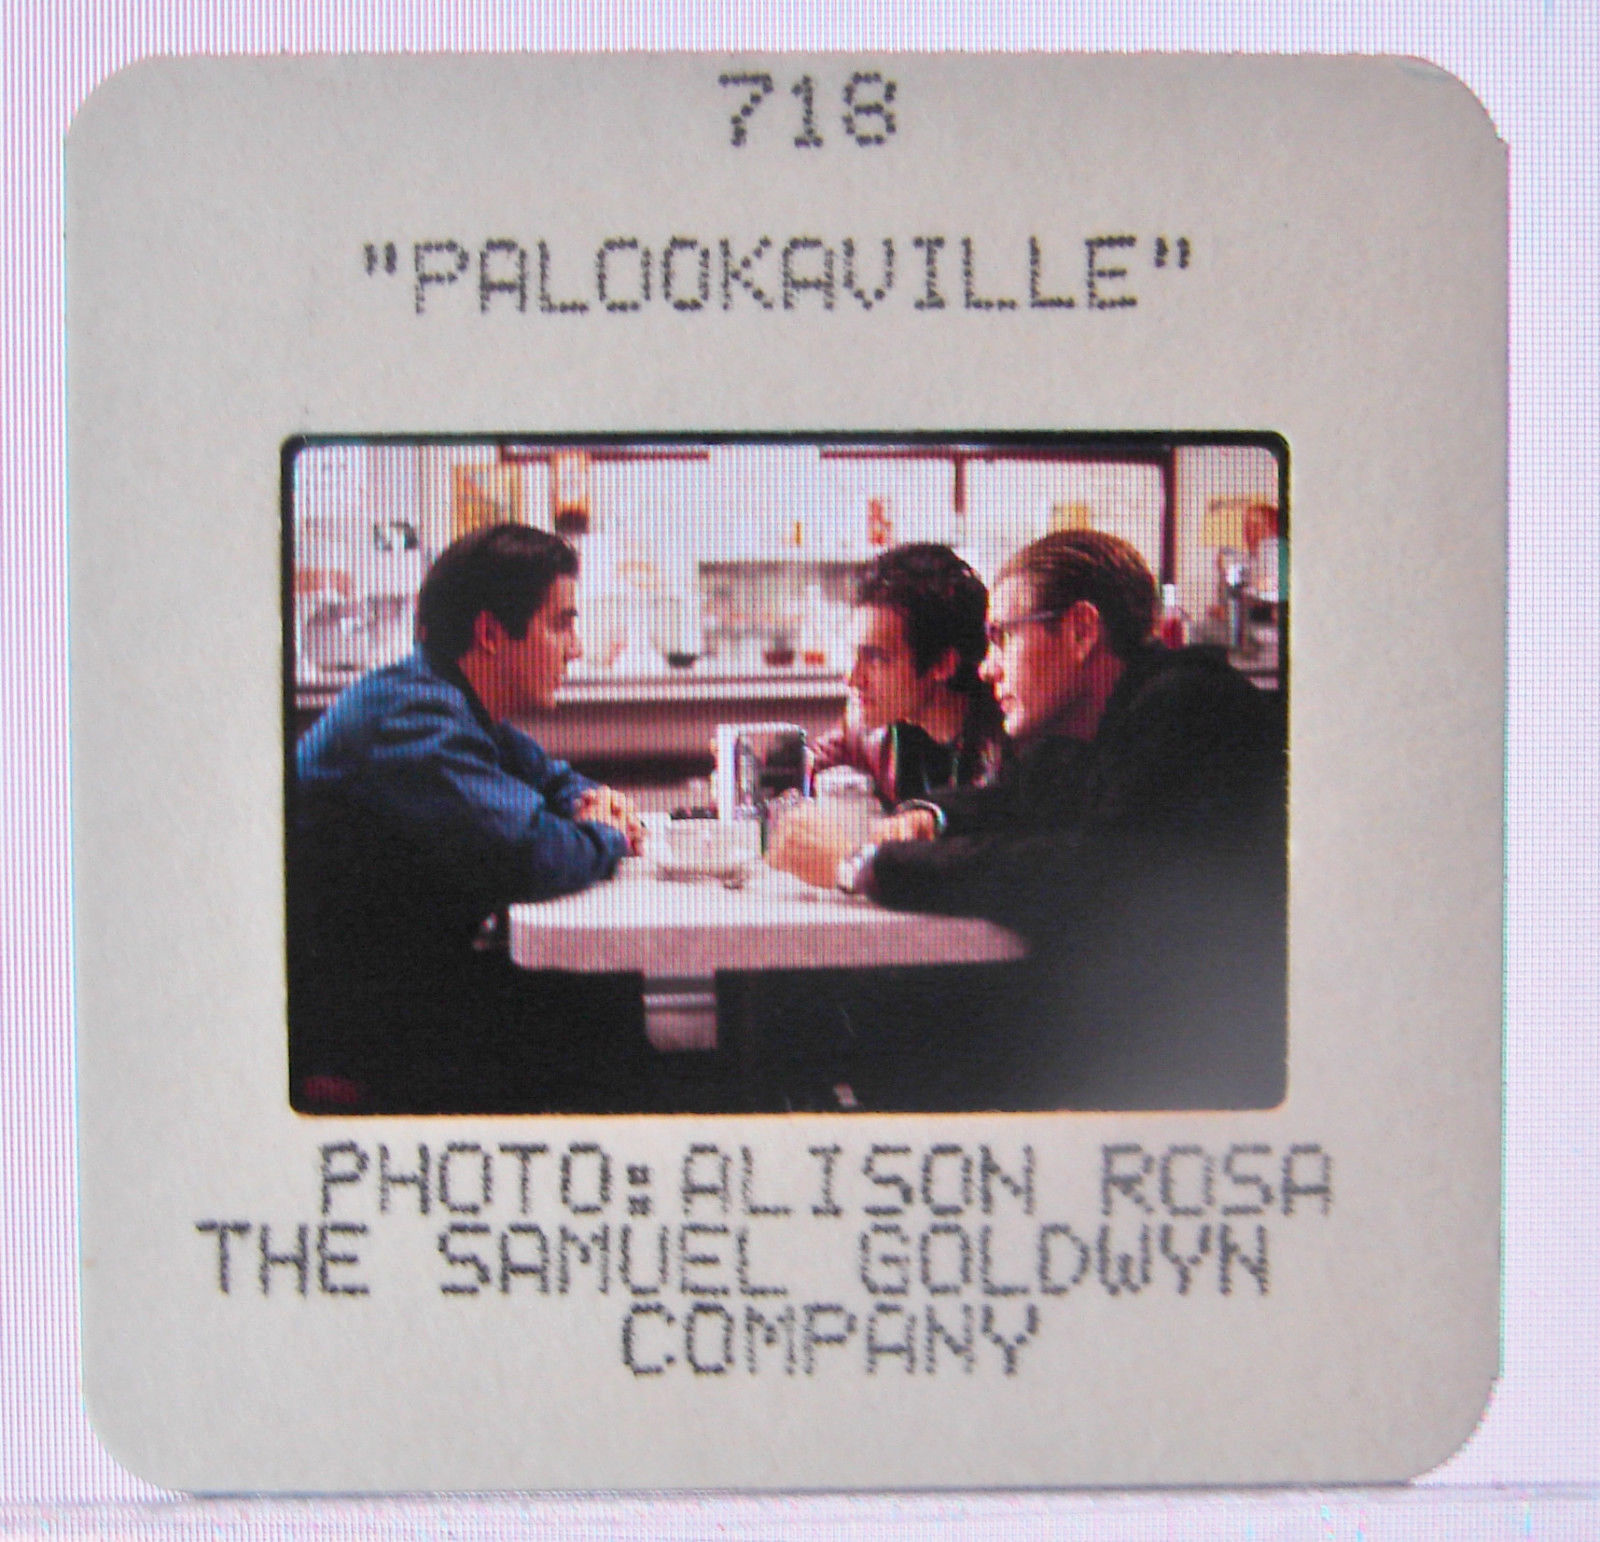 718
"PALOOKAVILLE"
PHOTO:ALISON ROSA
THE SAMUEL GOLDWYN
COMPANY